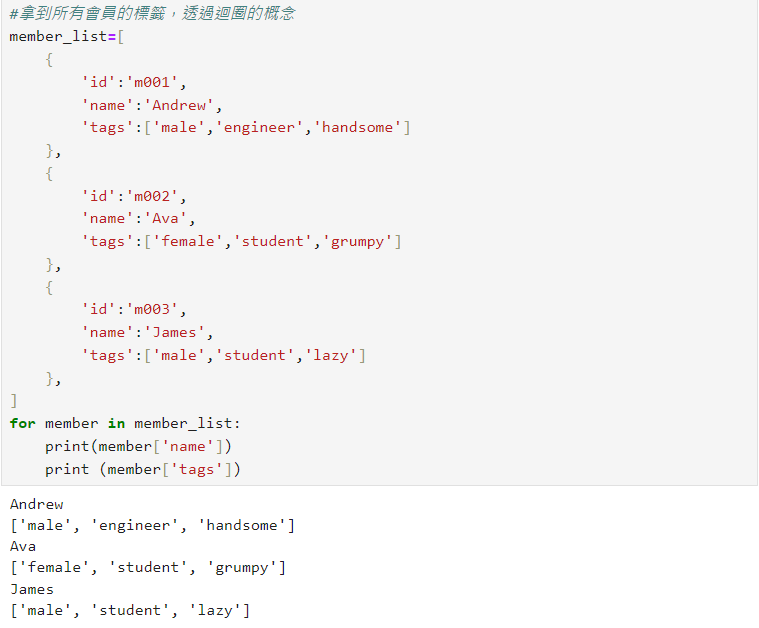 #拿到所有會員的標籤，透過迴圈的概念
member_list=[
    {
        'id':'m001',
        'name':'Andrew',
        'tags':['male','engineer','handsome']
    },
    {
        'id':'m002',
        'name':'Ava',
        'tags':['female','student','grumpy']
    },
    {
        'id':'m003',
        'name':'James',
        'tags':['male','student','lazy']
    },
]
for member in member_list:
    print(member['name'])
    print (member['tags'])
Andrew
['male', 'engineer', 'handsome']
Ava
['female', 'student', 'grumpy']
James
['male', 'student', 'lazy']